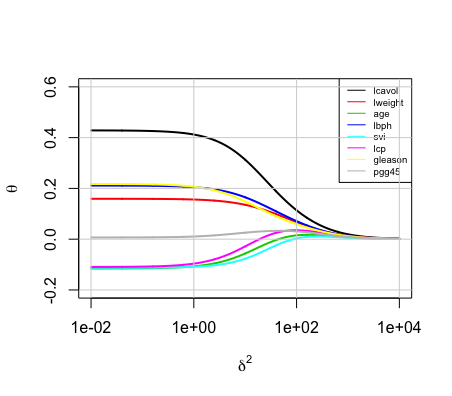 0.6
0.4
0.2
0.0
-0.2
θ
1e-02 1e+00 1e+02 1e+04
δ²
lcavol
lweight
age
lbph
svi
lcp
gleason
pgg45